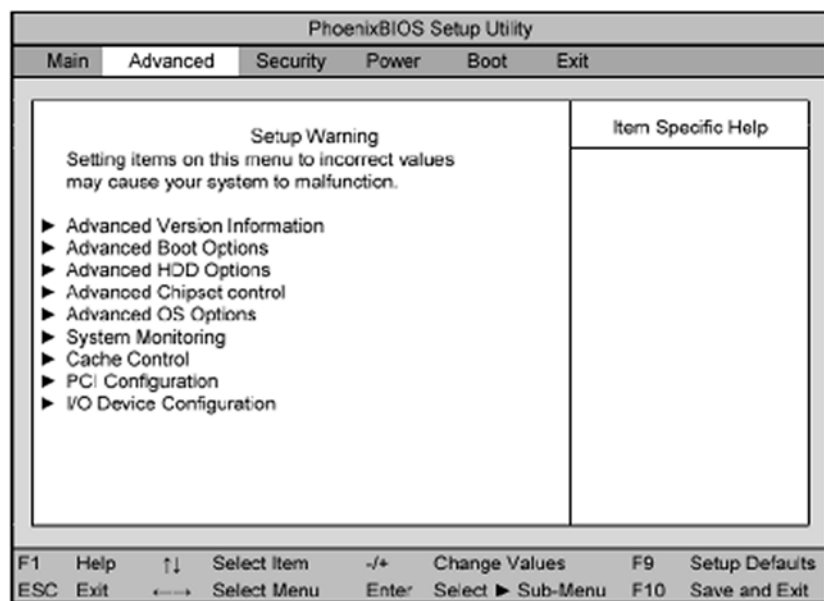 PhoenixBIOS Setup Utility
Main Advanced Security Power Boot Exit
Setup Warning
Setting items on this menu to incorrect values
may cause your system to malfunction.
► Advanced Version Information
► Advanced Boot Options
► Advanced HDD Options
► Advanced Chipset control
► Advanced OS Options
► System Monitoring
► Cache Control
► PCI Configuration
► I/O Device Configuration
Item Specific Help
F1 Help ↑↓ Select Item -/+ Change Values F9 Setup Defaults
ESC Exit ←→ Select Menu Enter Select ► Sub-Menu F10 Save and Exit